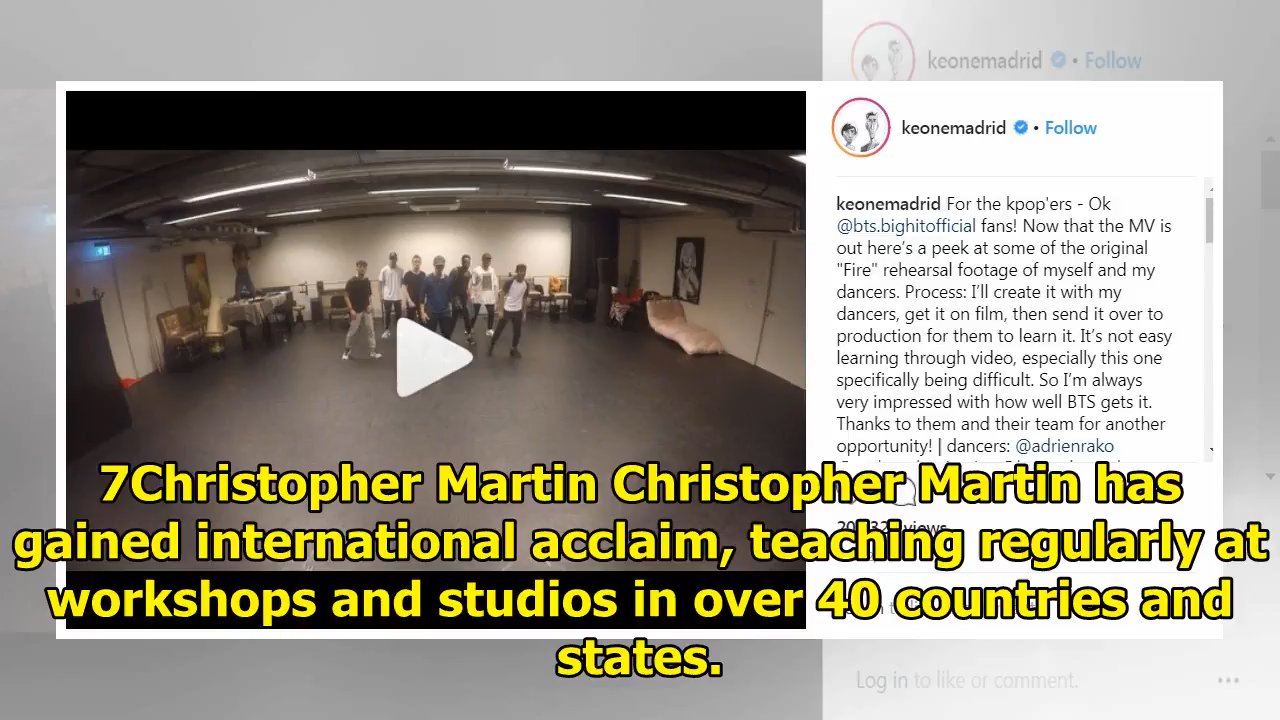 keonemadrid • Follow
keonemadrid • Follow
keonemadrid For the kpop'ers - Ok
@bts.bighitofficial fans! Now that the MV is
out here's a peek at some of the original
"Fire" rehearsal footage of myself and my
dancers. Process: I'll create it with my
dancers, get it on film, then send it over to
production for them to learn it. It's not easy
learning through video, especially this one
specifically being difficult. So I'm always
very impressed with how well BTS gets it.
Thanks to them and their team for another
opportunity! | dancers: @adrienrako
7Christopher Martin Christopher Martin has
views
gained international acclaim, teaching regularly at
workshops and studios in over 40 countries and
states.
Log in to like or comment.